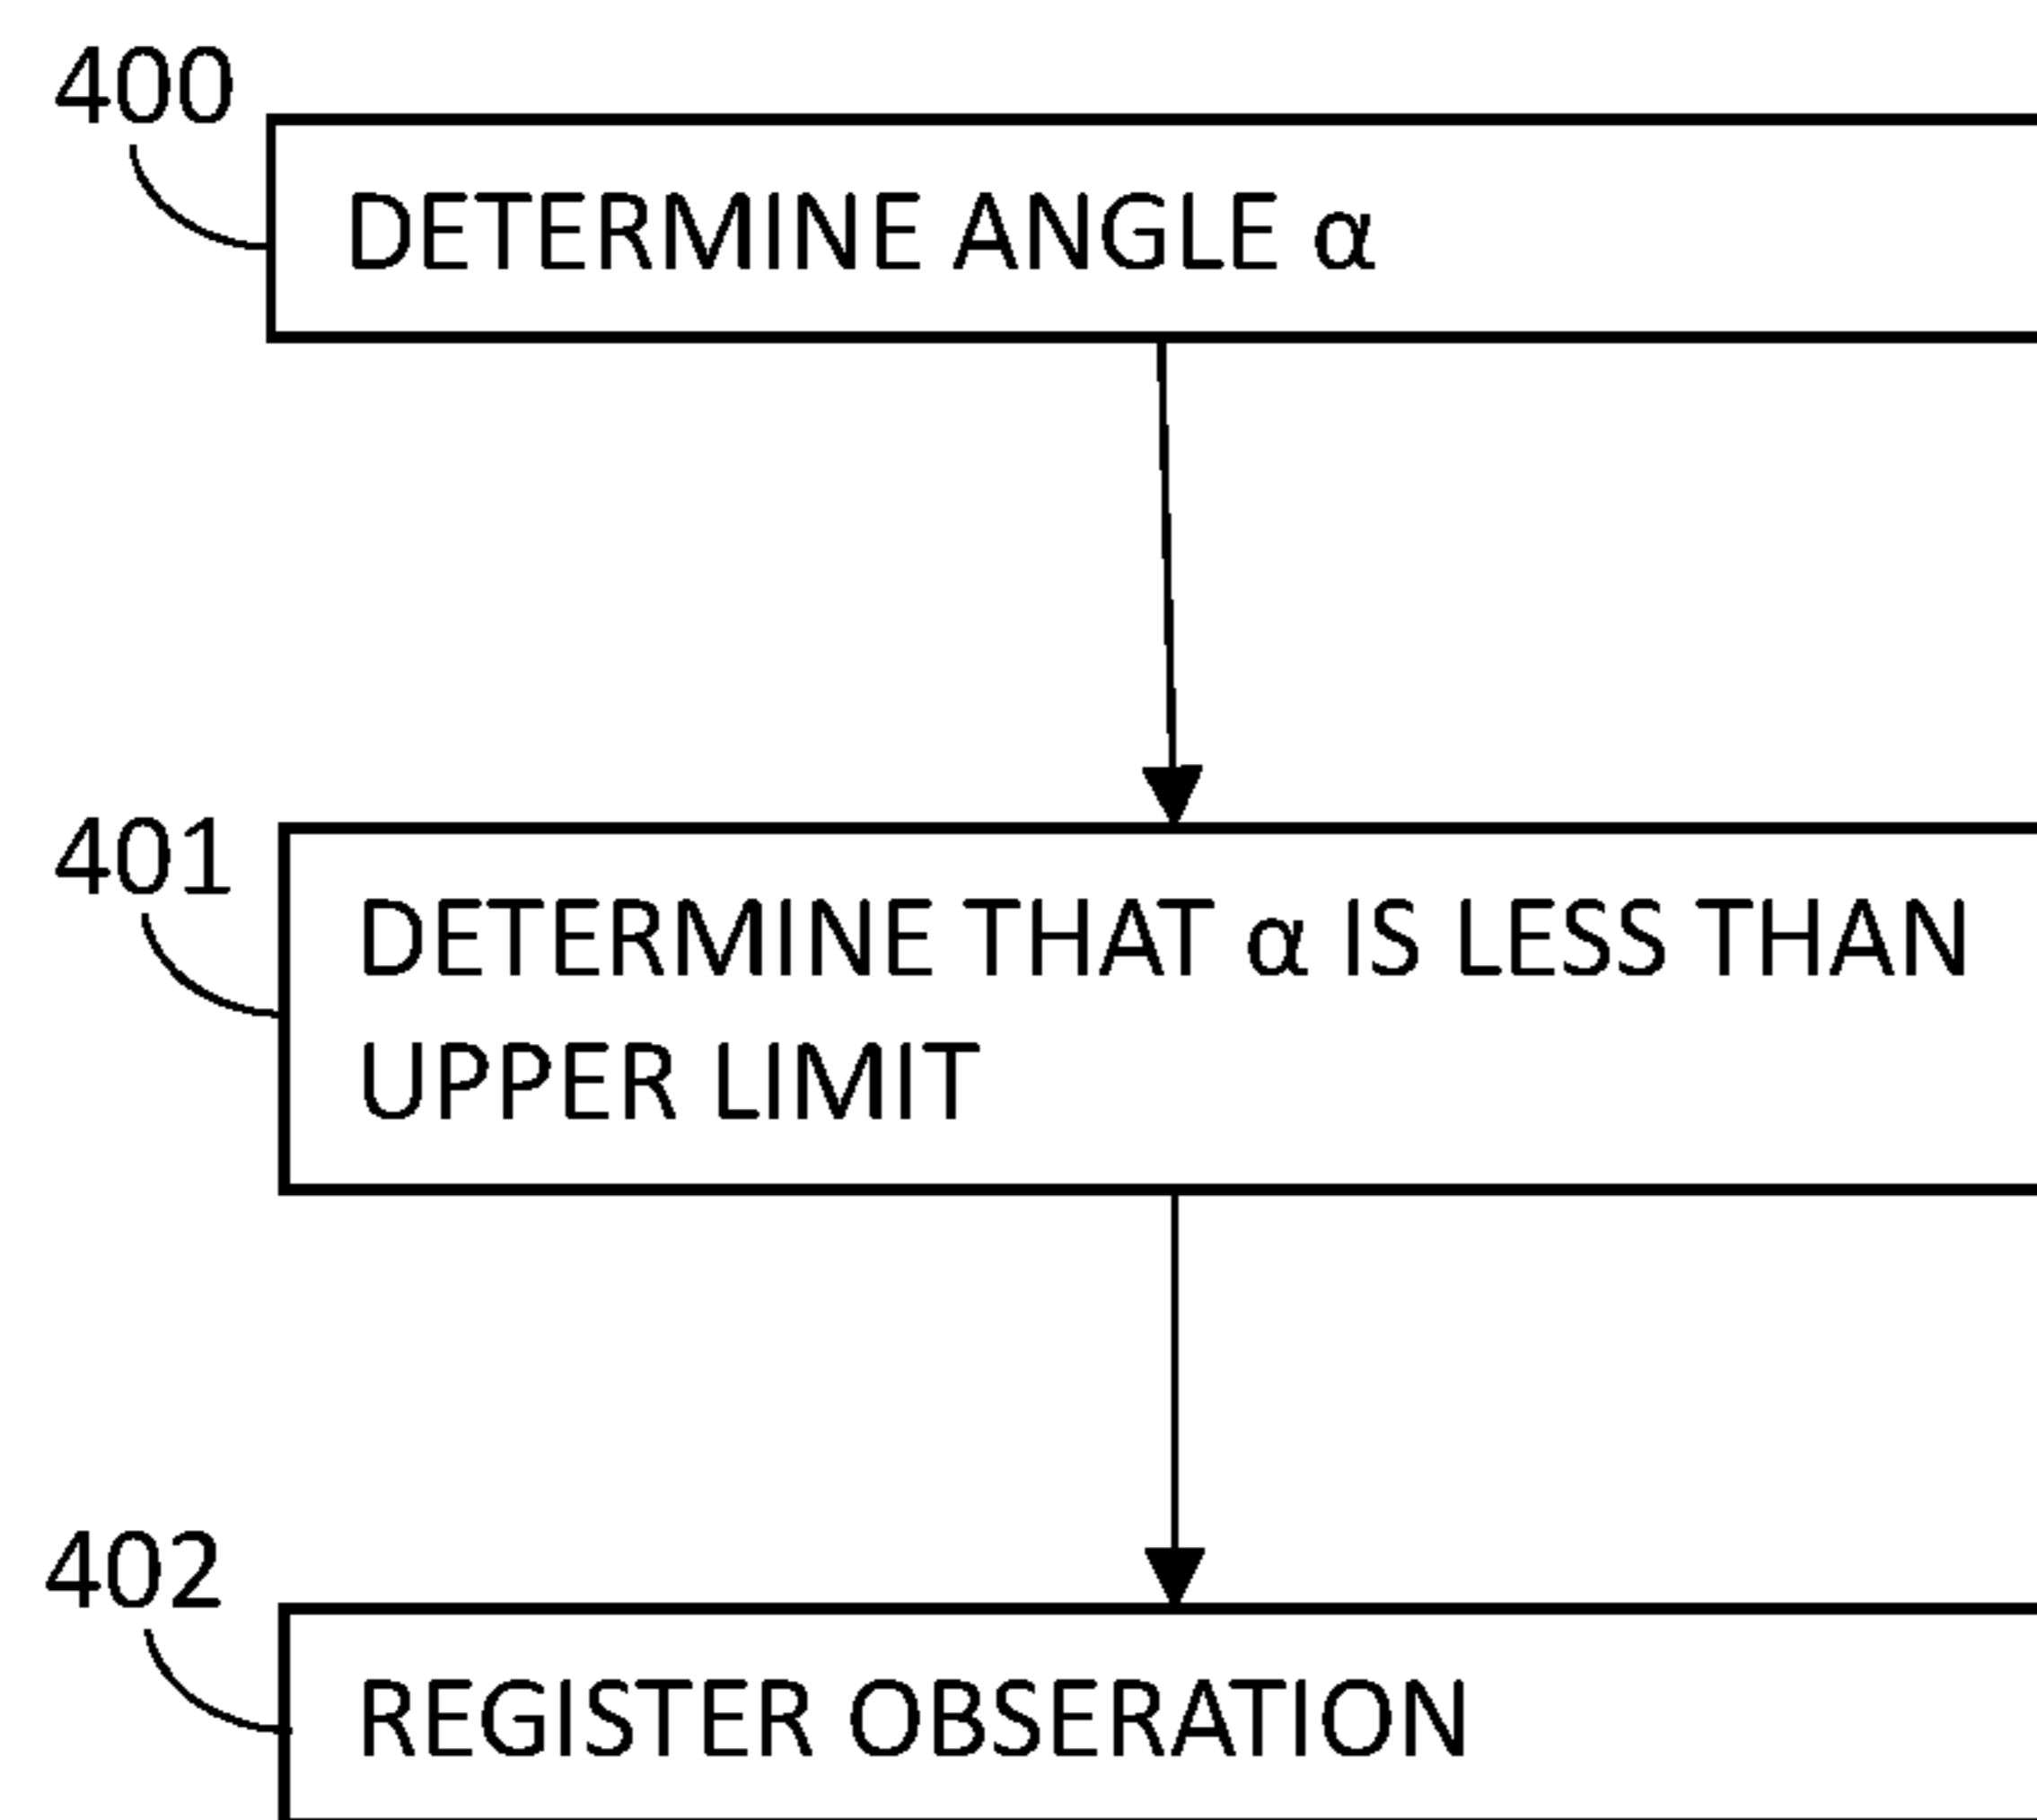 400
DETERMINE ANGLE α
401
DETERMINE THAT α IS LESS THAN
UPPER LIMIT
402
REGISTER OBSERATION